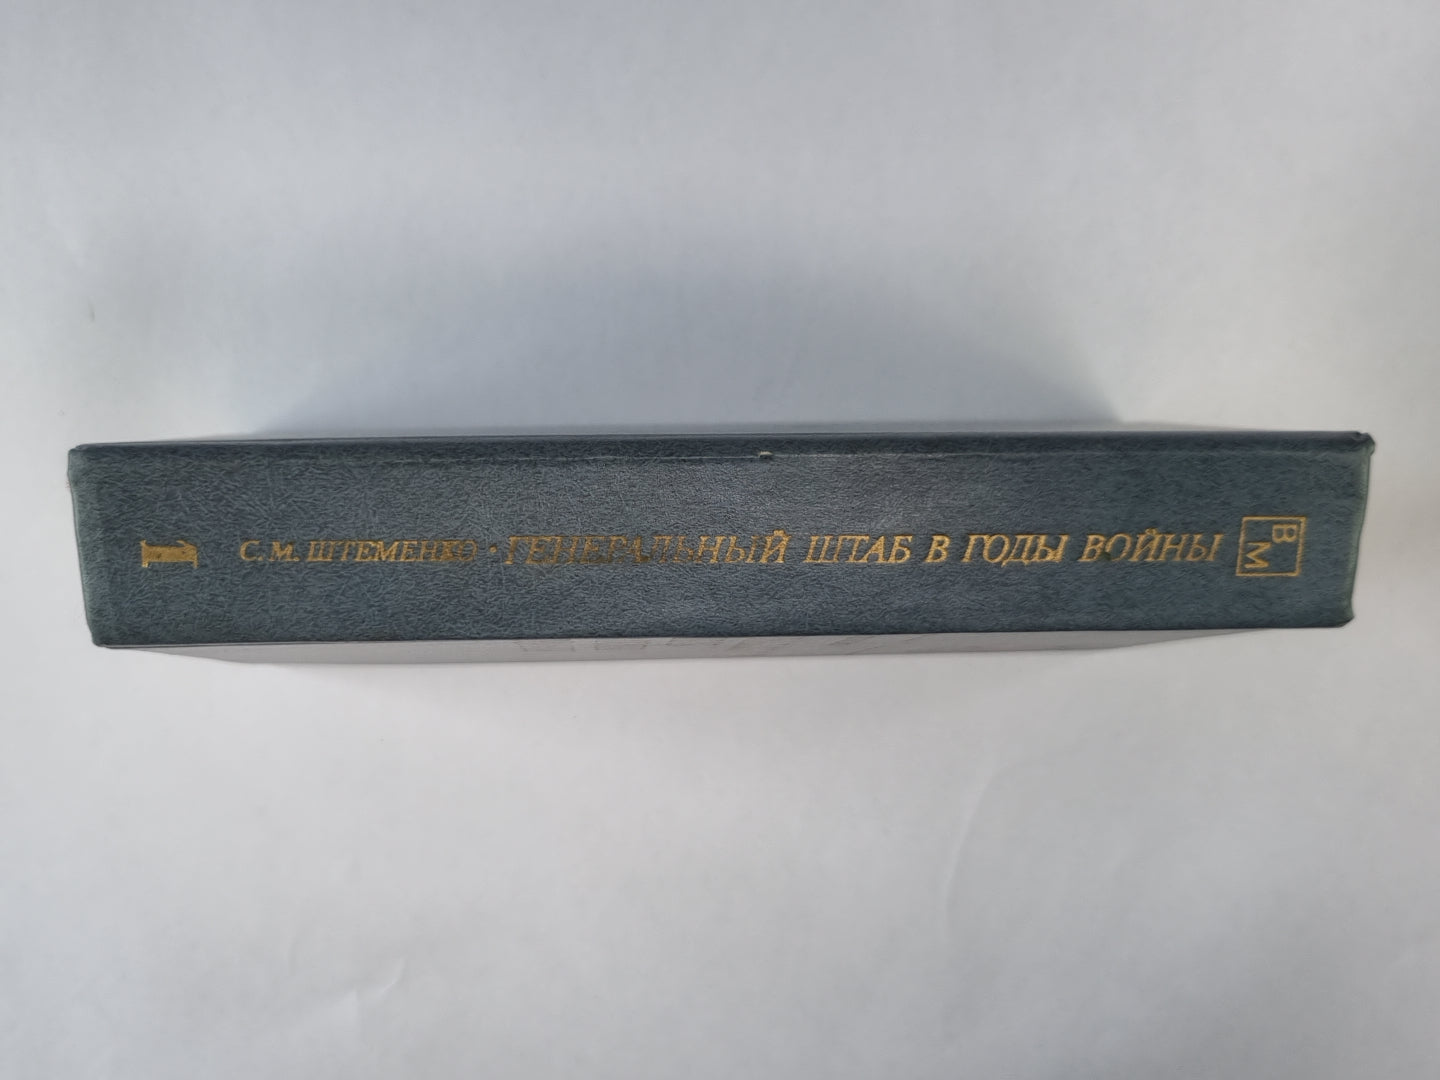 1
С. М. ШТЕМЕНКО · ГЕНЕРАЛЬНЫЙ ШТАБ В ГОДЫ ВОЙНЫ
ВМ